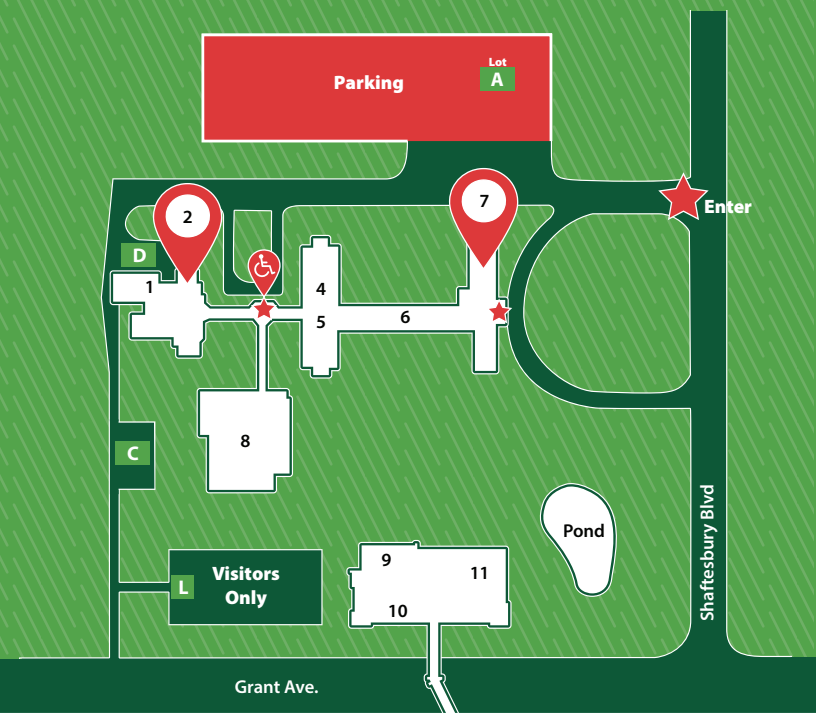 Lot
Parking
A
Enter
2
7
D
1
4
5
6
8
C
Pond
9
11
10
L
Visitors
Only
Shaftesbury Blvd
Grant Ave.